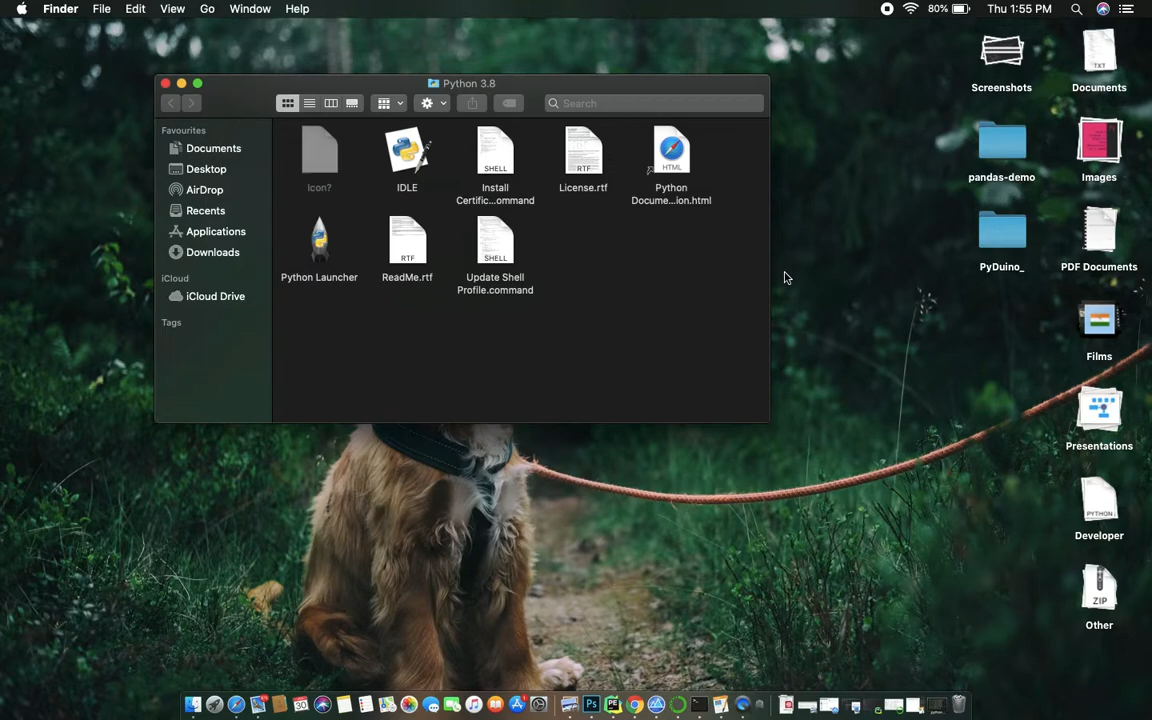 Finder File Edit View Go Window Help 80% Thu 1:55 PM
Python 3.8
Search
Favourites
Documents
Desktop
AirDrop
Recents
Applications
Downloads
iCloud
iCloud Drive
Tags
Icon?
IDLE
SHELL
Install
Certific...ommand
RTF
License.rtf
HTML
Python
Docume...ion.html
Python Launcher
RTF
ReadMe.rtf
SHELL
Update Shell
Profile.command
Screenshots
TXT
Documents
pandas-demo
Images
PyDuino_
PDF Documents
Films
Presentations
PYTHON
Developer
ZIP
Other
30
Ps
PC